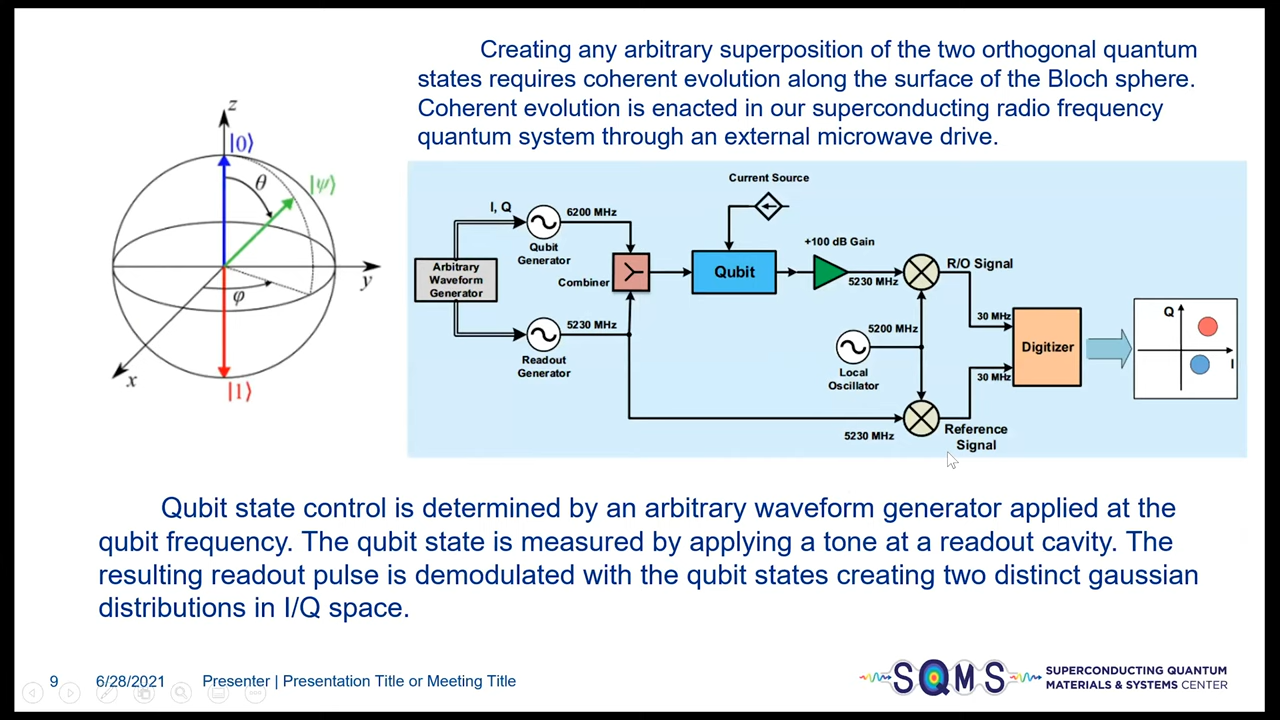 Creating any arbitrary superposition of the two orthogonal quantum
states requires coherent evolution along the surface of the Bloch sphere.
Coherent evolution is enacted in our superconducting radio frequency
quantum system through an external microwave drive.
z
|0⟩
θ
|ψ⟩
y
φ
x
|1⟩
Current Source
I, Q
6200 MHz
Qubit
Generator
+100 dB Gain
Arbitrary
Waveform
Generator
Combiner
Qubit
5230 MHz
R/O Signal
5230 MHz
Readout
Generator
5200 MHz
Local
Oscillator
30 MHz
Digitizer
30 MHz
5230 MHz
Reference
Signal
Q
I
Qubit state control is determined by an arbitrary waveform generator applied at the
qubit frequency. The qubit state is measured by applying a tone at a readout cavity. The
resulting readout pulse is demodulated with the qubit states creating two distinct gaussian
distributions in I/Q space.
9 6/28/2021 Presenter | Presentation Title or Meeting Title
SQMS
SUPERCONDUCTING QUANTUM
MATERIALS & SYSTEMS CENTER